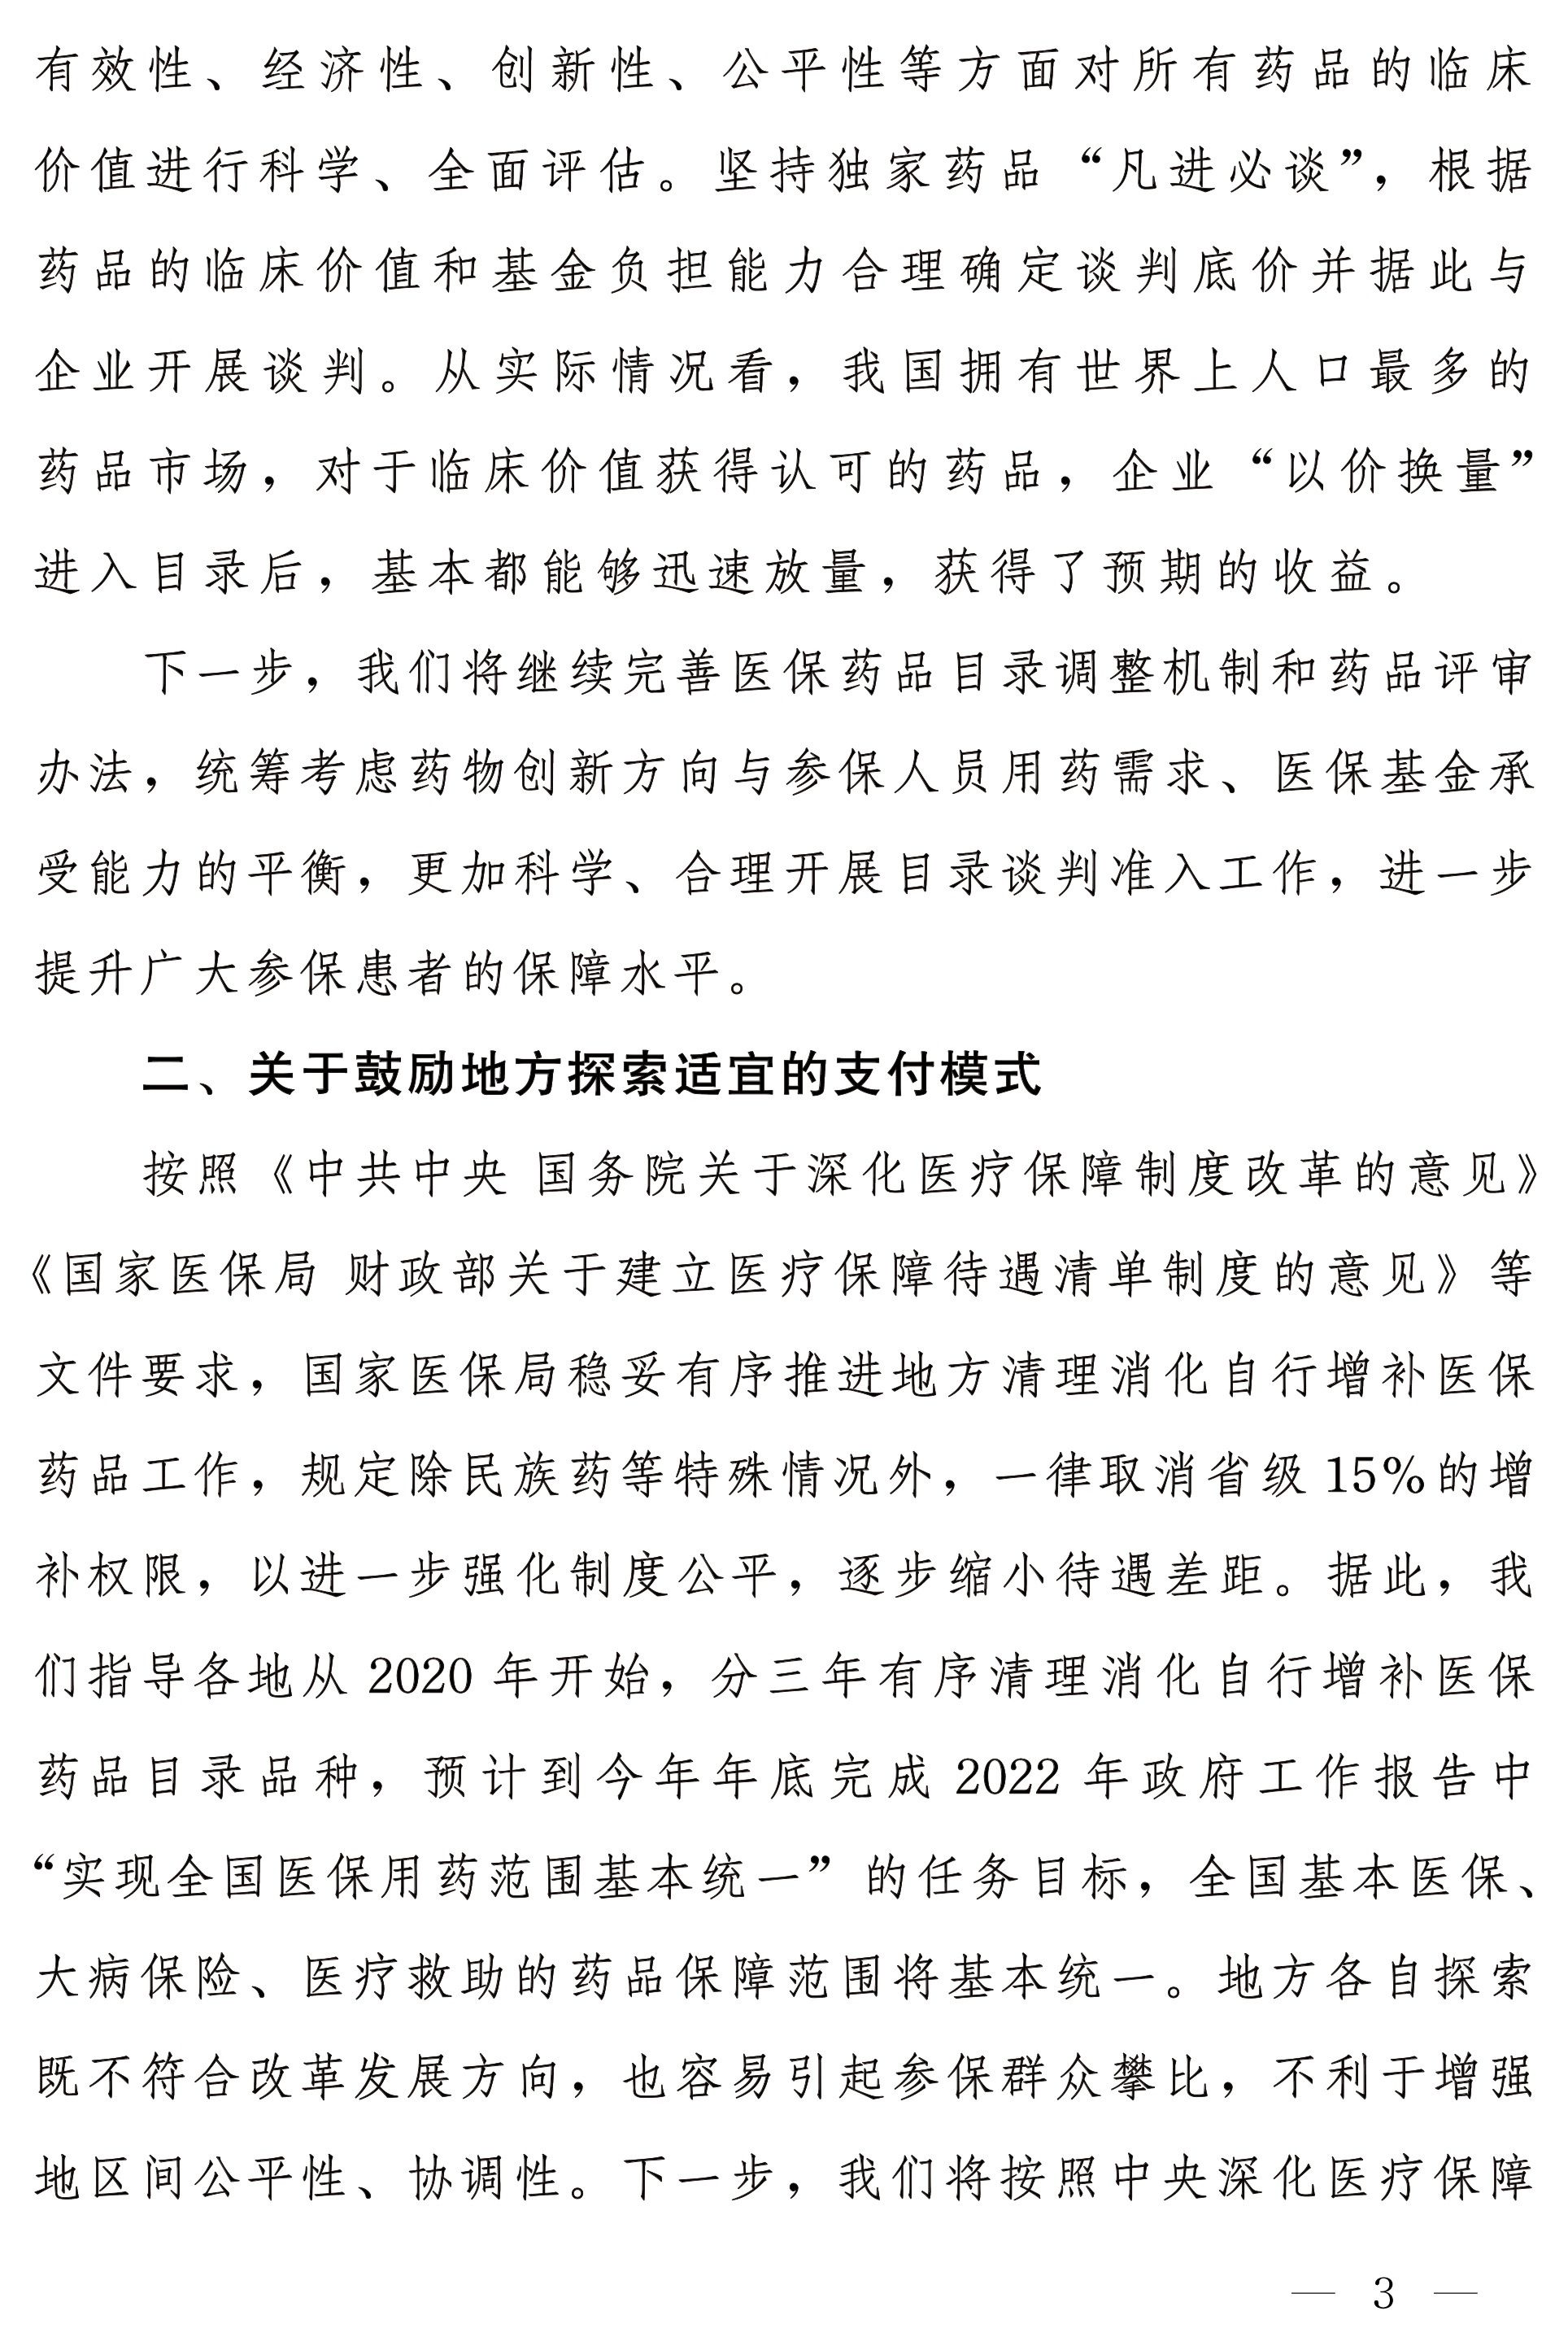 有效性、经济性、创新性、公平性等方面对所有药品的临床
价值进行科学、全面评估。坚持独家药品“凡进必谈”，根据
药品的临床价值和基金负担能力合理确定谈判底价并据此与
企业开展谈判。从实际情况看，我国拥有世界上人口最多的
药品市场，对于临床价值获得认可的药品，企业“以价换量”
进入目录后，基本都能够迅速放量，获得了预期的收益。
下一步，我们将继续完善医保药品目录调整机制和药品评审
办法，统筹考虑药物创新方向与参保人员用药需求、医保基金承
受能力的平衡，更加科学、合理开展目录谈判准入工作，进一步
提升广大参保患者的保障水平。
二、关于鼓励地方探索适宜的支付模式
按照《中共中央 国务院关于深化医疗保障制度改革的意见》
《国家医保局 财政部关于建立医疗保障待遇清单制度的意见》等
文件要求，国家医保局稳妥有序推进地方清理消化自行增补医保
药品工作，规定除民族药等特殊情况外，一律取消省级 15%的增
补权限，以进一步强化制度公平，逐步缩小待遇差距。据此，我
们指导各地从 2020 年开始，分三年有序清理消化自行增补医保
药品目录品种，预计到今年年底完成 2022 年政府工作报告中
“实现全国医保用药范围基本统一”的任务目标，全国基本医保、
大病保险、医疗救助的药品保障范围将基本统一。地方各自探索
既不符合改革发展方向，也容易引起参保群众攀比，不利于增强
地区间公平性、协调性。下一步，我们将按照中央深化医疗保障
— 3 —